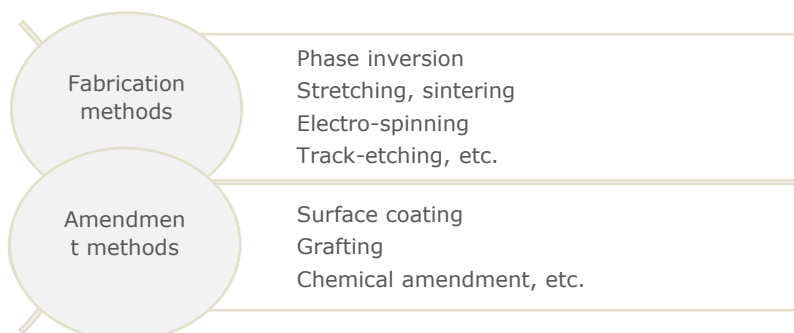 Fabrication
methods
Phase inversion
Stretching, sintering
Electro-spinning
Track-etching, etc.
Amendmen
t methods
Surface coating
Grafting
Chemical amendment, etc.